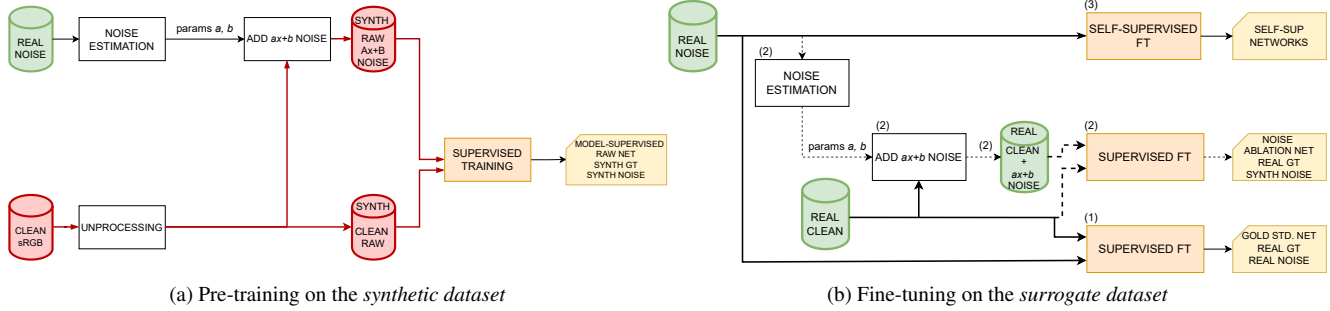 REAL
NOISE
NOISE
ESTIMATION
params a, b
ADD ax+b NOISE
SYNTH
RAW
Ax+B
NOISE
CLEAN
sRGB
UNPROCESSING
SYNTH
CLEAN
RAW
SUPERVISED
TRAINING
MODEL-SUPERVISED
RAW NET
SYNTH GT
SYNTH NOISE
(a) Pre-training on the synthetic dataset
REAL
NOISE
(2)
NOISE
ESTIMATION
params a, b
(2)
ADD ax+b NOISE
(2)
REAL
CLEAN
+
ax+b
NOISE
REAL
CLEAN
(3)
SELF-SUPERVISED
FT
SELF-SUP
NETWORKS
(2)
SUPERVISED FT
NOISE
ABLATION NET
REAL GT
SYNTH NOISE
(1)
SUPERVISED FT
GOLD STD. NET
REAL GT
REAL NOISE
(b) Fine-tuning on the surrogate dataset